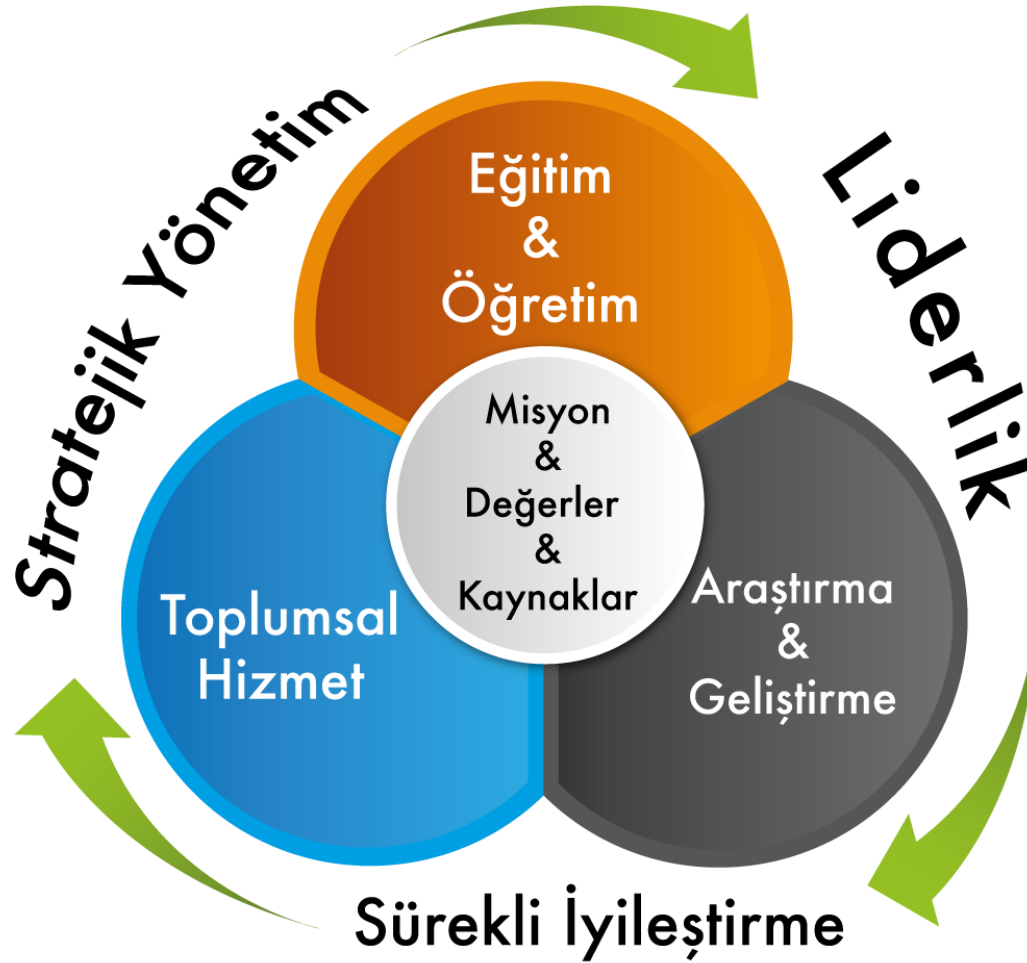 Stratejik Yönetim
Liderlik
Eğitim
&
Öğretim
Misyon
&
Değerler
&
Kaynaklar
Toplumsal
Hizmet
Araştırma
&
Geliştirme
Sürekli İyileştirme